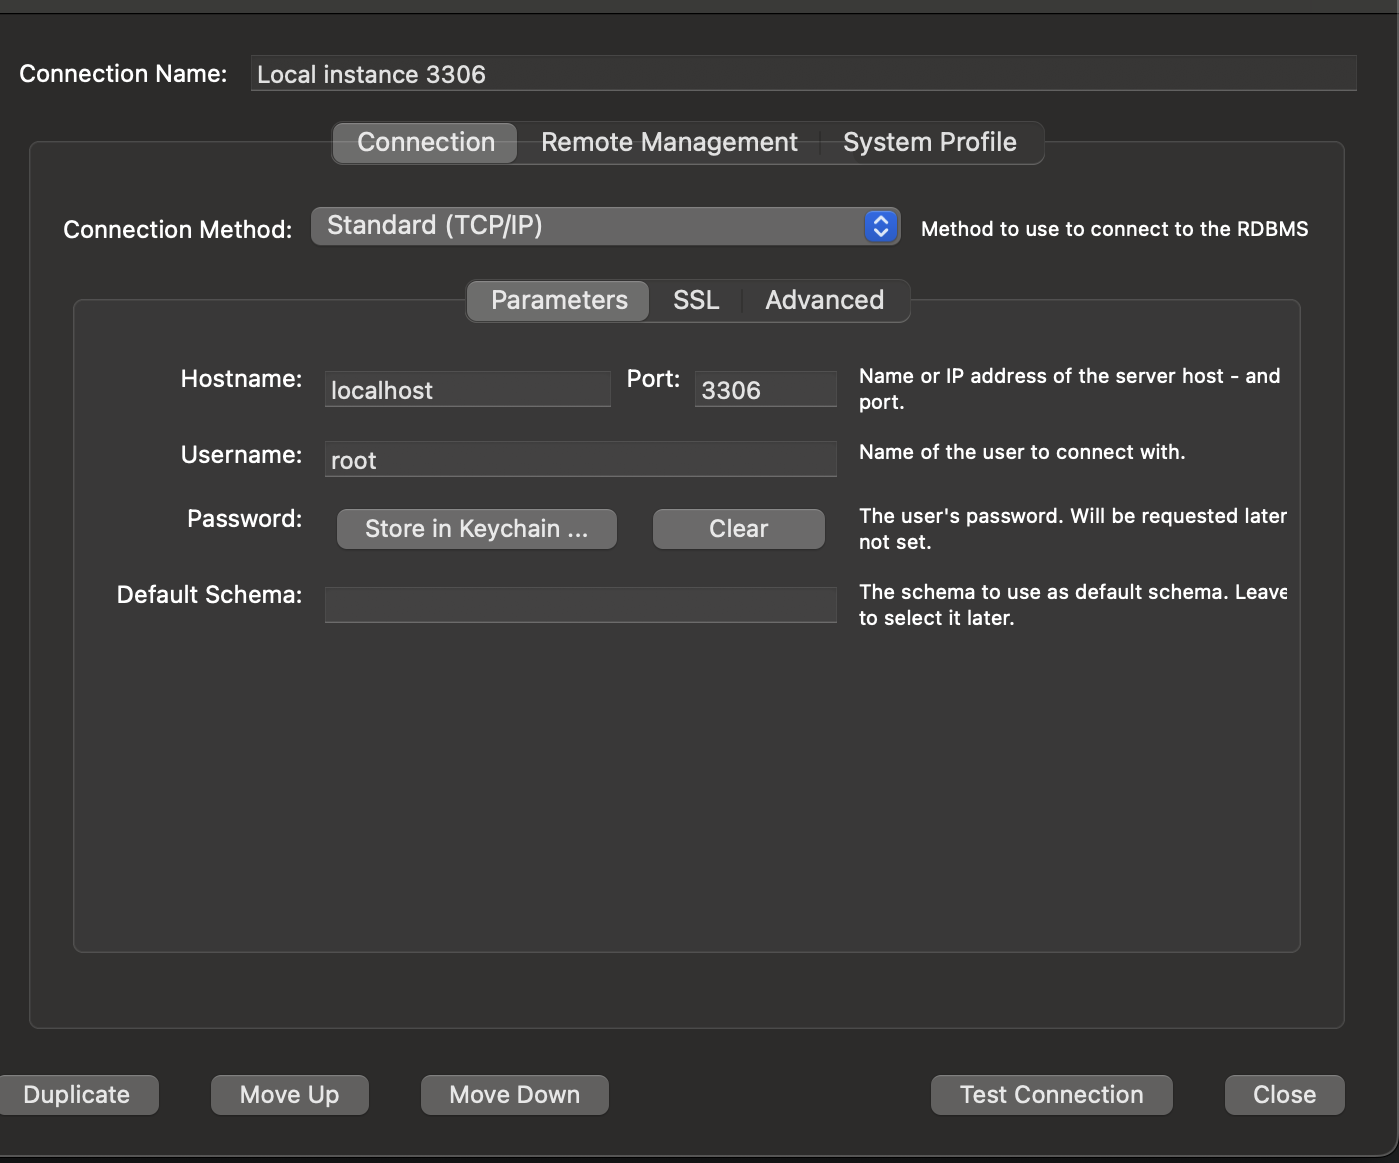 Connection Name: Local instance 3306
Connection Remote Management System Profile
Connection Method: Standard (TCP/IP) Method to use to connect to the RDBMS
Parameters SSL Advanced
Hostname: localhost Port: 3306 Name or IP address of the server host - and
port.
Username: root Name of the user to connect with.
Password: Store in Keychain ... Clear The user's password. Will be requested later
not set.
Default Schema: The schema to use as default schema. Leave
to select it later.
Duplicate Move Up Move Down Test Connection Close